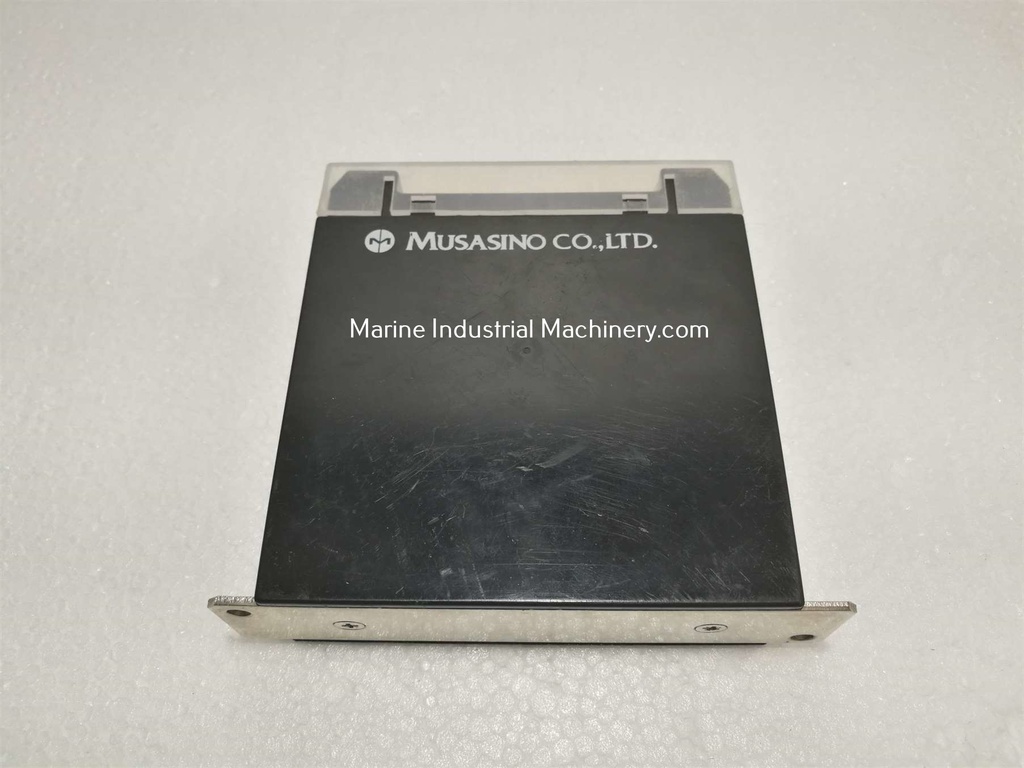 MUSASINO CO.,LTD.
Marine Industrial Machinery.com